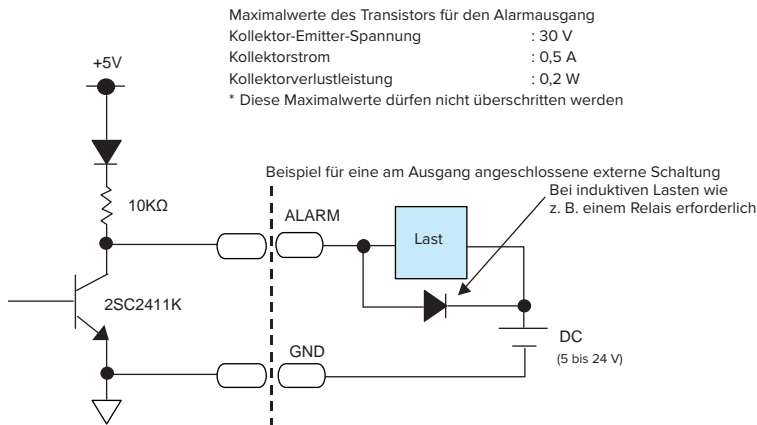 Maximalwerte des Transistors für den Alarmausgang
Kollektor-Emitter-Spannung : 30 V
Kollektorstrom : 0,5 A
Kollektorverlustleistung : 0,2 W
* Diese Maximalwerte dürfen nicht überschritten werden
+5V
Beispiel für eine am Ausgang angeschlossene externe Schaltung
Bei induktiven Lasten wie
z. B. einem Relais erforderlich
10KΩ
ALARM
Last
2SC2411K
DC
(5 bis 24 V)
GND